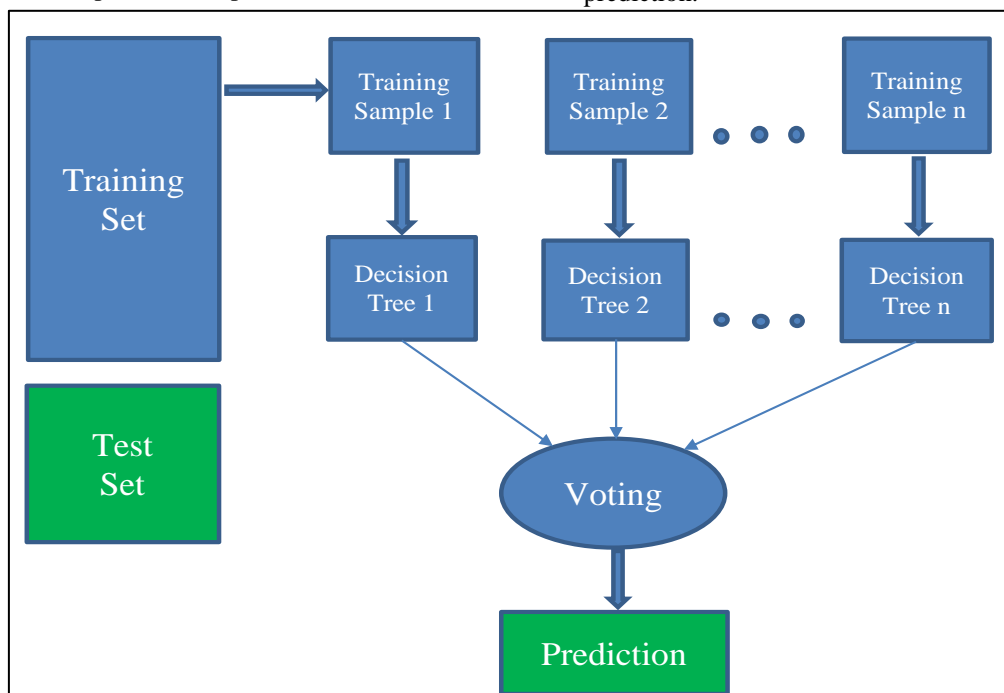 prediction.
Training
Set
Training
Sample 1
Training
Sample 2
Training
Sample n
Decision
Tree 1
Decision
Tree 2
Decision
Tree n
Test
Set
Voting
Prediction